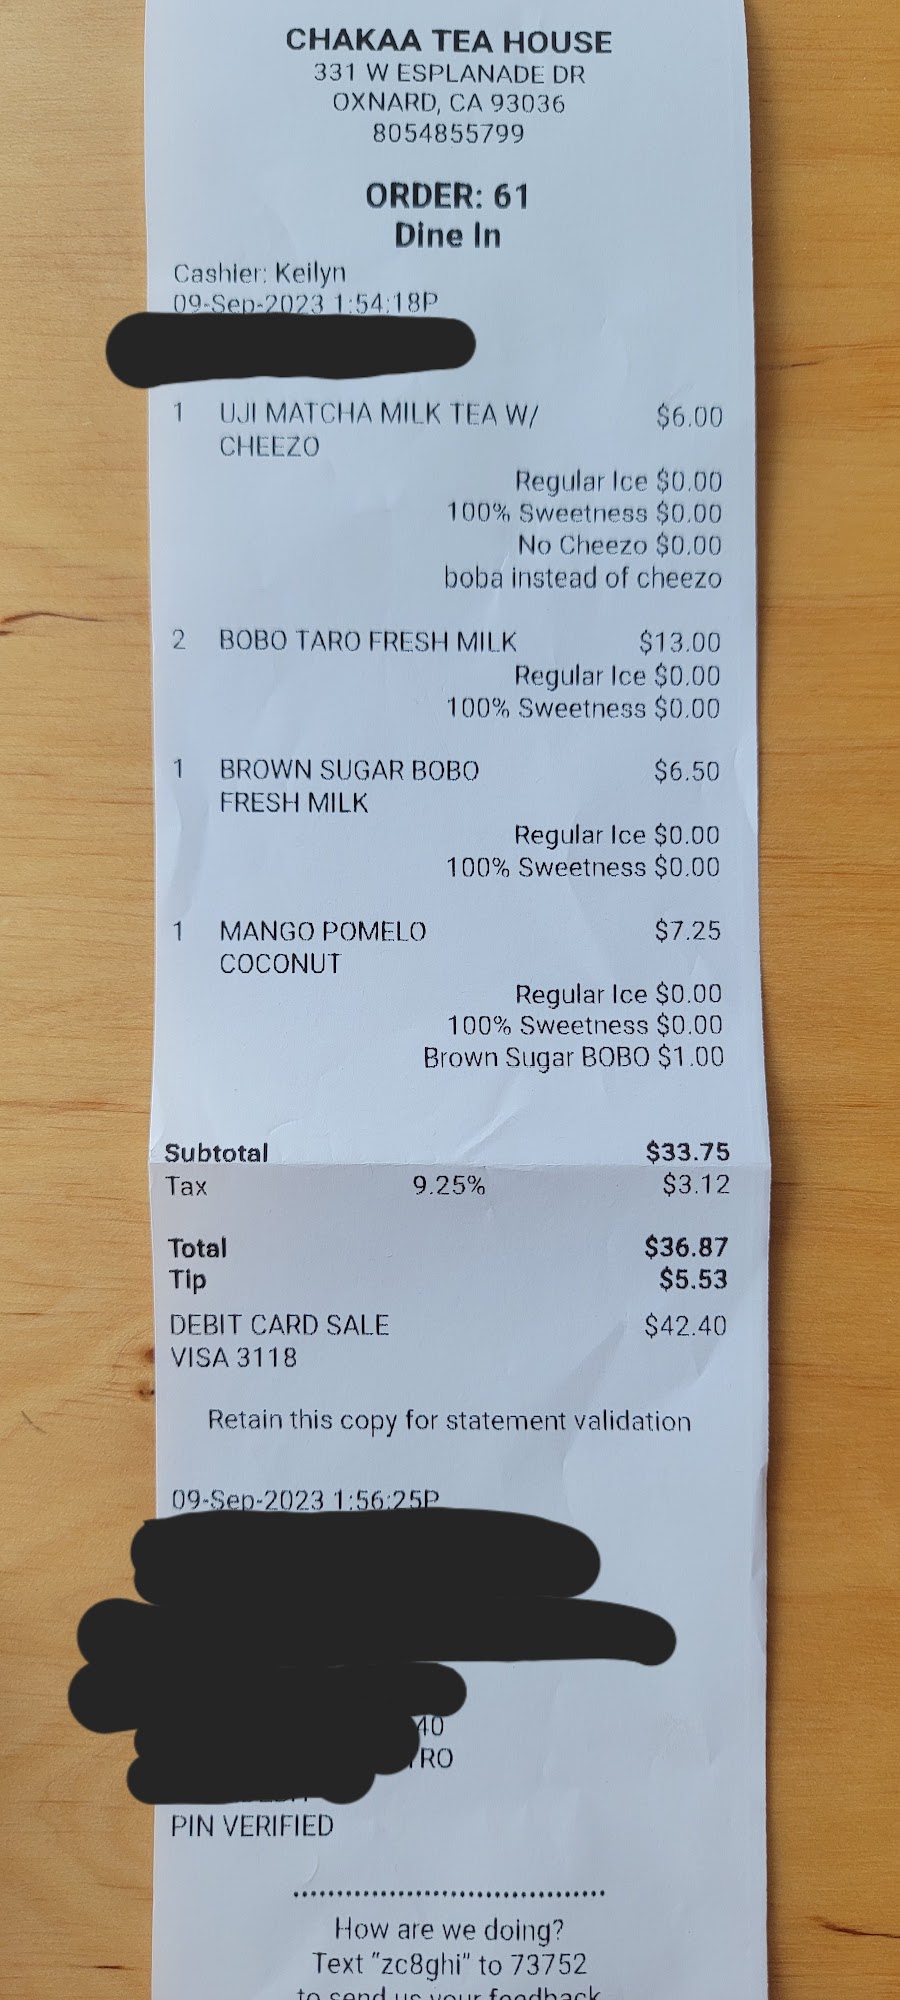 CHAKAA TEA HOUSE
331 W ESPLANADE DR
OXNARD, CA 93036
8054855799
ORDER: 61
Dine In
Cashier: Keilyn
09-Sep-2023 1:54:18P
1 UJI MATCHA MILK TEA W/ $6.00
CHEEZO
Regular Ice $0.00
100% Sweetness $0.00
No Cheezo $0.00
boba instead of cheezo
2 BOBO TARO FRESH MILK $13.00
Regular Ice $0.00
100% Sweetness $0.00
1 BROWN SUGAR BOBO $6.50
FRESH MILK
Regular Ice $0.00
100% Sweetness $0.00
1 MANGO POMELO $7.25
COCONUT
Regular Ice $0.00
100% Sweetness $0.00
Brown Sugar BOBO $1.00
Subtotal $33.75
Tax 9.25% $3.12
Total $36.87
Tip $5.53
DEBIT CARD SALE $42.40
VISA 3118
Retain this copy for statement validation
09-Sep-2023 1:56:25P
40
RO
PIN VERIFIED
How are we doing?
Text "zc8ghi" to 73752
to send us your feedback